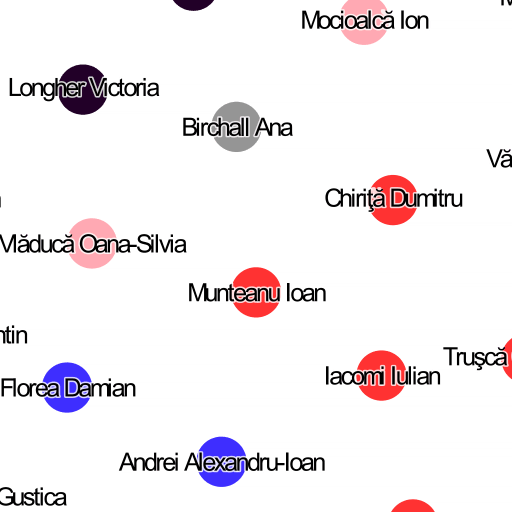 Mocioalcă Ion
Longher Victoria
Birchall Ana
Vă
Chiriţă Dumitru
Măducă Oana-Silvia
Munteanu Ioan
ntin
Truşcă
Iacomi Iulian
Florea Damian
Andrei Alexandru-Ioan
Gustica